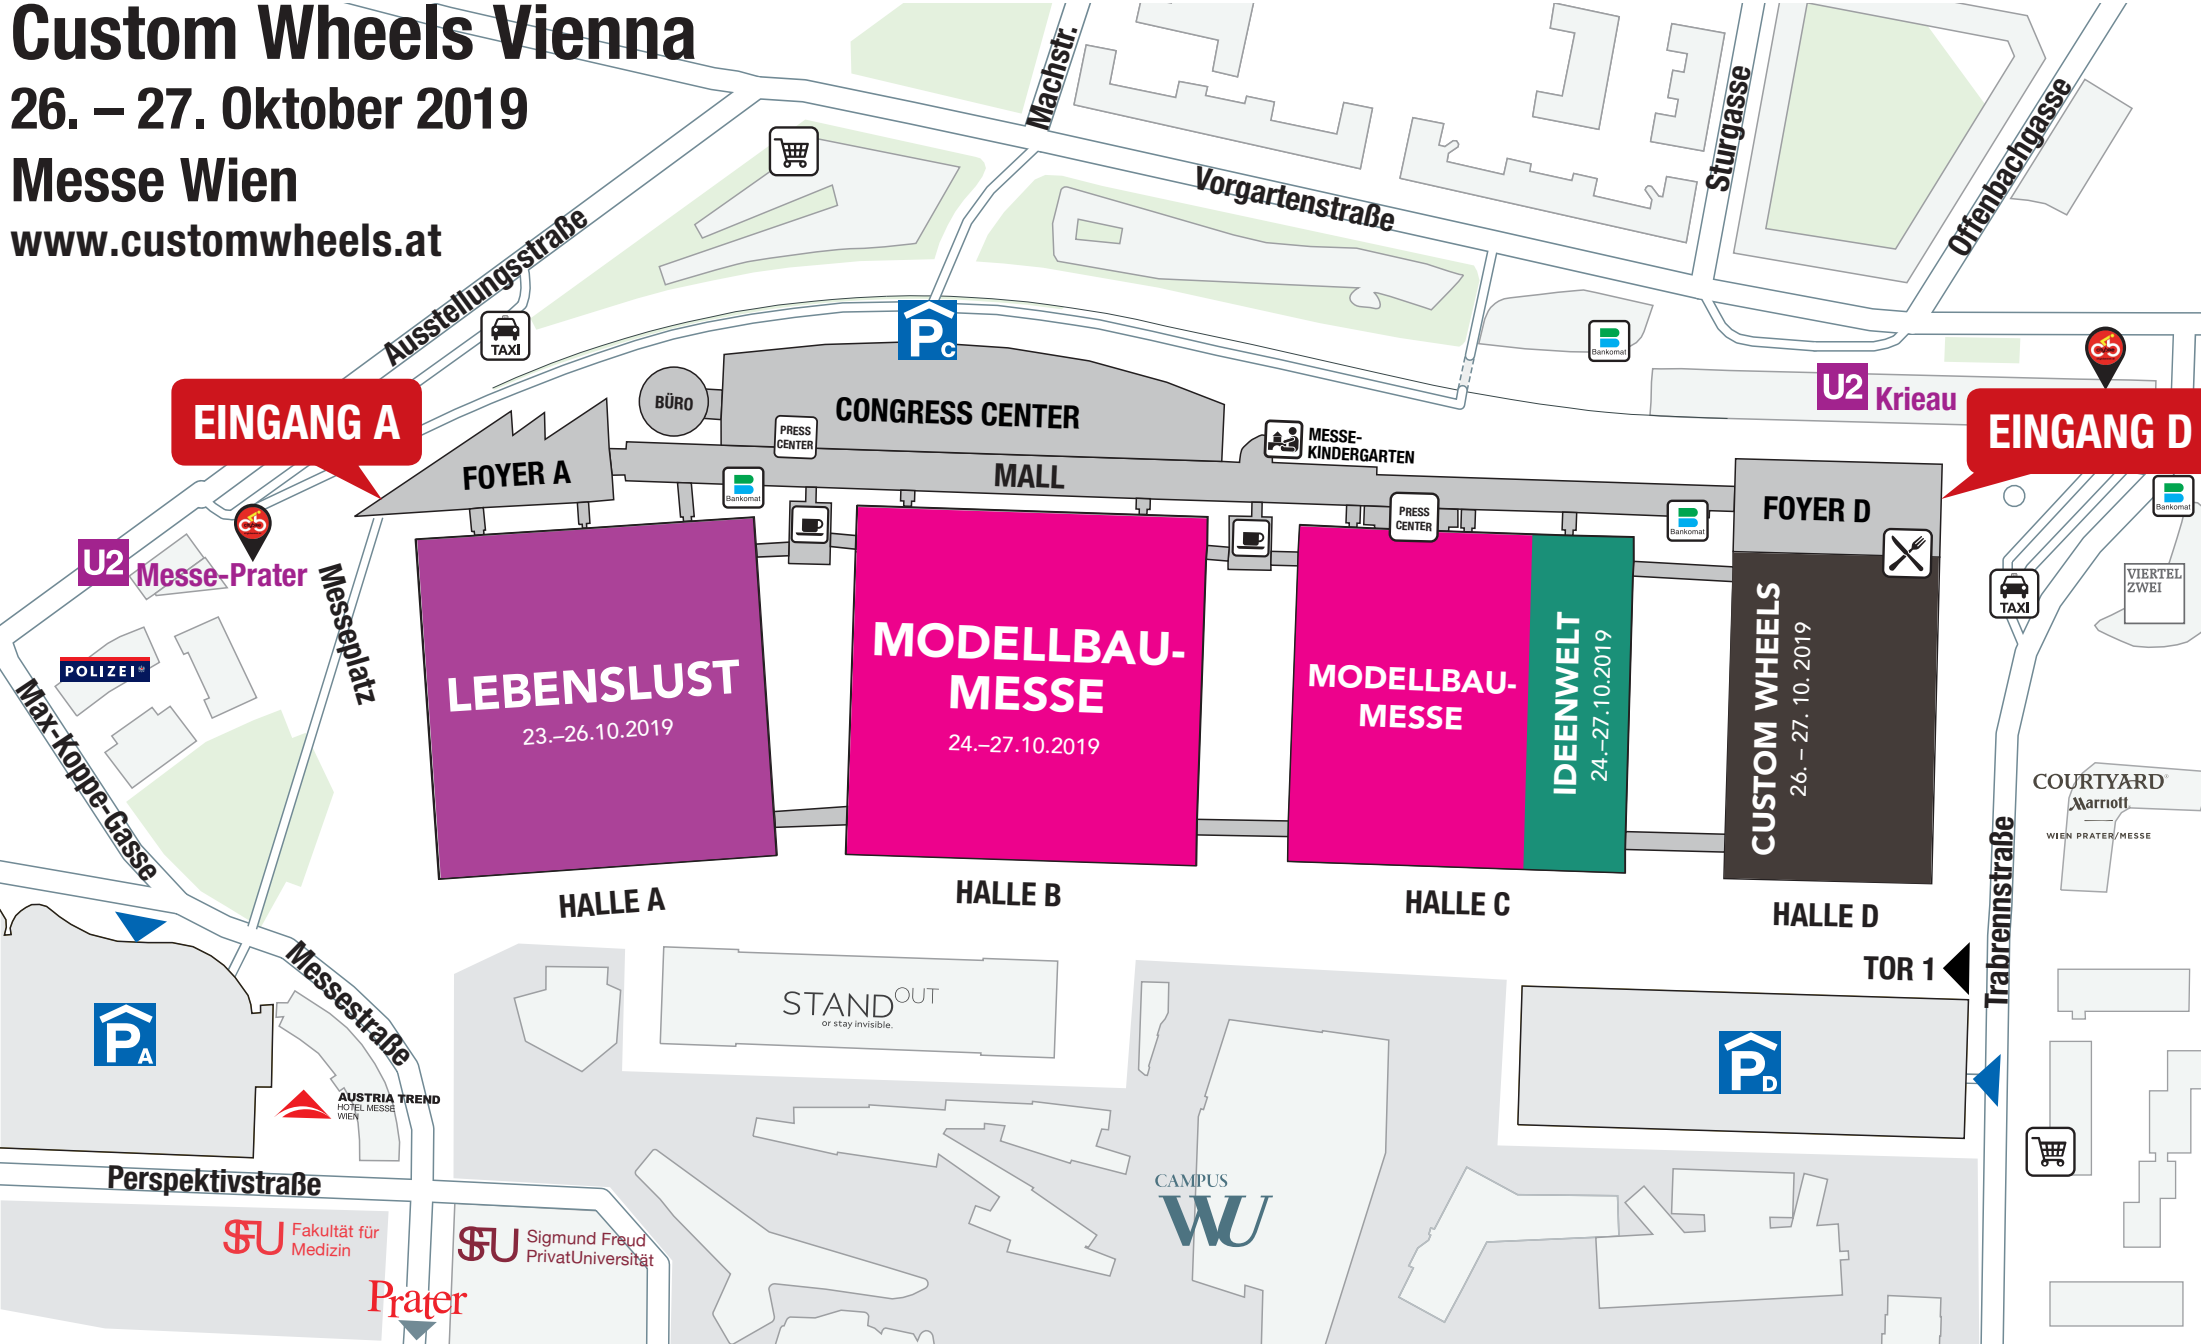 Custom Wheels Vienna
26. – 27. Oktober 2019
Messe Wien
www.customwheels.at
Machstr.
Sturgasse
Offenbachgasse
Vorgartenstraße
Ausstellungsstraße
TAXI
P C
Bankomat
U2 Krieau
EINGANG A
EINGANG D
BÜRO
PRESS
CENTER
CONGRESS CENTER
MESSE-
KINDERGARTEN
FOYER A
MALL
FOYER D
Bankomat
PRESS
CENTER
Bankomat
Bankomat
U2 Messe-Prater
Messeplatz
POLIZEI
Max-Koppe-Gasse
LEBENSLUST
23.–26.10.2019
MODELLBAU-
MESSE
24.–27.10.2019
MODELLBAU-
MESSE
IDEENWELT
24.–27.10.2019
CUSTOM WHEELS
26. – 27. 10. 2019
TAXI
VIERTEL
ZWEI
COURTYARD®
Marriott
WIEN PRATER/MESSE
Trabrennstraße
HALLE A
HALLE B
HALLE C
HALLE D
TOR 1
Messestraße
STANDOUT
or stay invisible.
P A
P D
AUSTRIA TREND
HOTEL MESSE
WIEN
Perspektivstraße
SFU Fakultät für
Medizin
SFU Sigmund Freud
PrivatUniversität
CAMPUS
WU
Prater